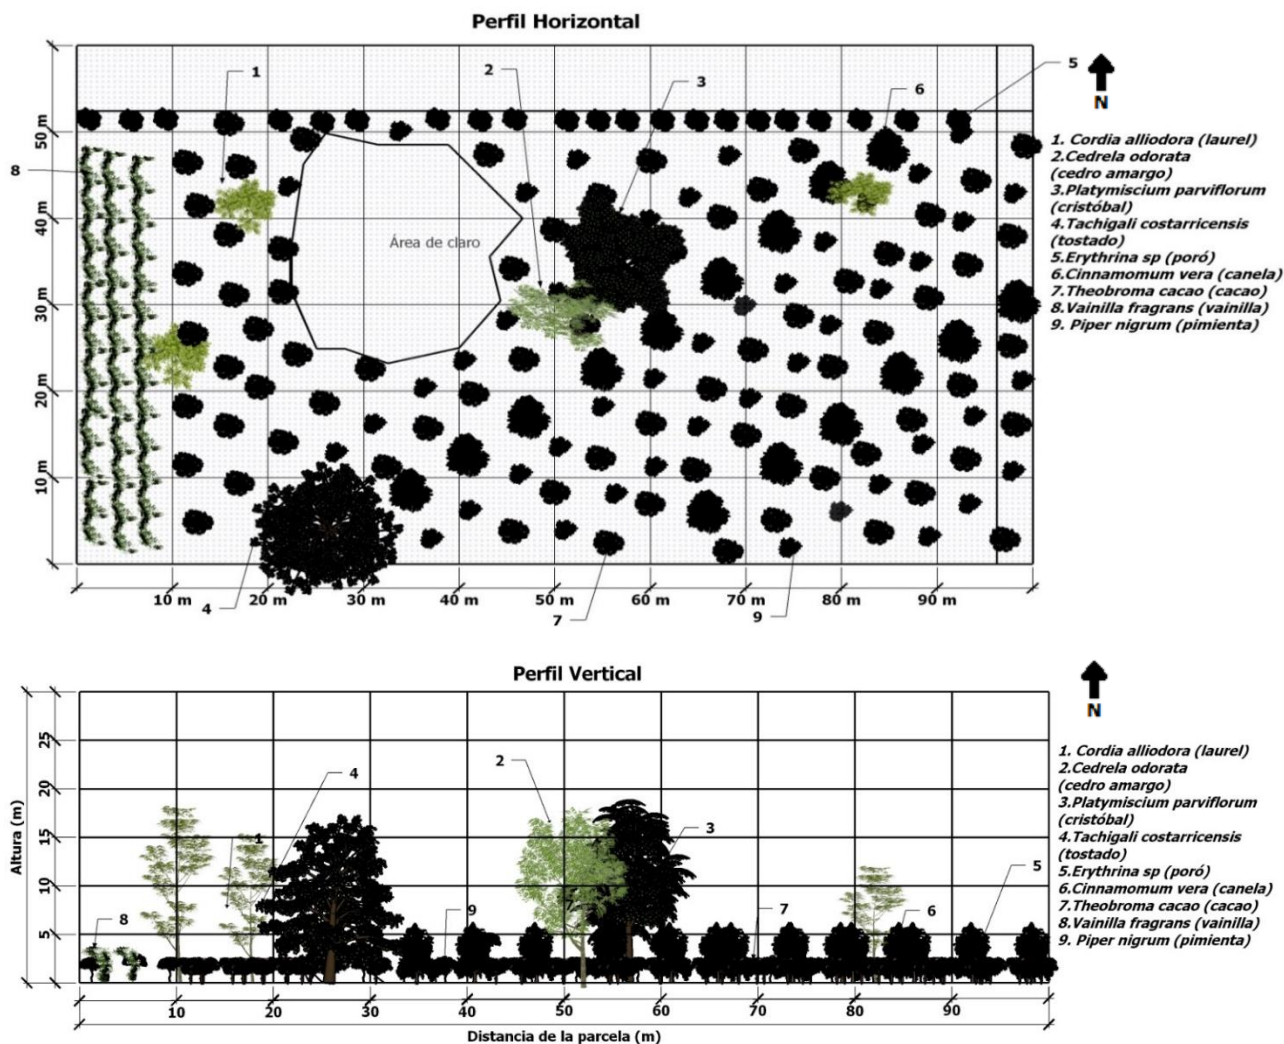 Perfil Horizontal
1
2
3
5
6
N
50 m
40 m
30 m
20 m
10 m
8
Área de claro
1. Cordia alliodora (laurel)
2.Cedrela odorata
(cedro amargo)
3.Platymiscium parviflorum
(cristóbal)
4.Tachigali costarricensis
(tostado)
5.Erythrina sp (poró)
6.Cinnamomum vera (canela)
7.Theobroma cacao (cacao)
8.Vainilla fragrans (vainilla)
9. Piper nigrum (pimienta)
10 m 20 m 30 m 40 m 50 m 60 m 70 m 80 m 90 m
4
7
9
Perfil Vertical
N
25
20
15
10
5
Altura (m)
2
4
3
1
5
8
9
7
6
1. Cordia alliodora (laurel)
2.Cedrela odorata
(cedro amargo)
3.Platymiscium parviflorum
(cristóbal)
4.Tachigali costarricensis
(tostado)
5.Erythrina sp (poró)
6.Cinnamomum vera (canela)
7.Theobroma cacao (cacao)
8.Vainilla fragrans (vainilla)
9. Piper nigrum (pimienta)
10 20 30 40 50 60 70 80 90
Distancia de la parcela (m)